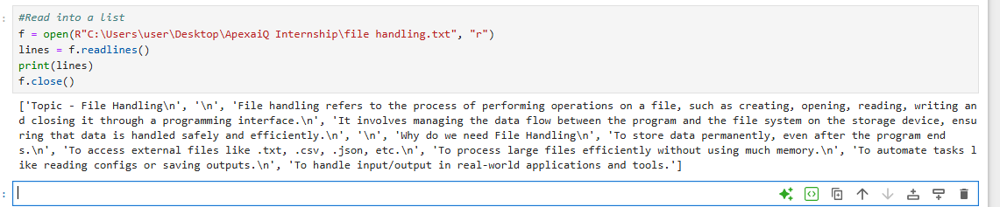 :
#Read into a list
f = open(R"C:\Users\user\Desktop\ApexaiQ Internship\file handling.txt", "r")
lines = f.readlines()
print(lines)
f.close()
['Topic - File Handling\n', '\n', 'File handling refers to the process of performing operations on a file, such as creating, opening, reading, writing an
d closing it through a programming interface.\n', 'It involves managing the data flow between the program and the file system on the storage device, ensu
ring that data is handled safely and efficiently.\n', '\n', 'Why do we need File Handling\n', 'To store data permanently, even after the program end
s.\n', 'To access external files like .txt, .csv, .json, etc.\n', 'To process large files efficiently without using much memory.\n', 'To automate tasks l
ike reading configs or saving outputs.\n', 'To handle input/output in real-world applications and tools.']
: